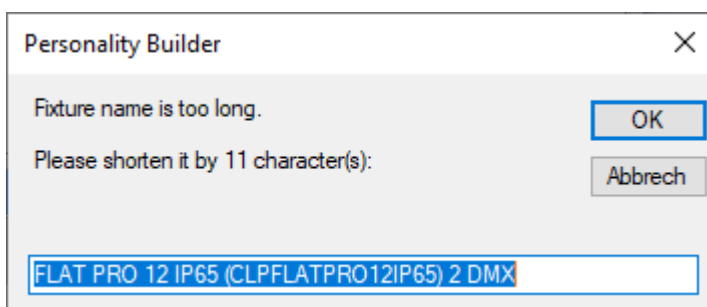 Personality Builder
Fixture name is too long.
OK
Please shorten it by 11 character(s):
Abbrech
FLAT PRO 12 IP65 (CLPFLATPRO12IP65) 2 DMX